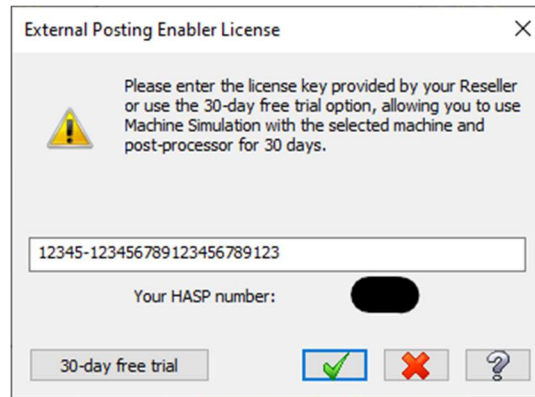 External Posting Enabler License
Please enter the license key provided by your Reseller
or use the 30-day free trial option, allowing you to use
Machine Simulation with the selected machine and
post-processor for 30 days.
12345-123456789123456789123
Your HASP number:
30-day free trial